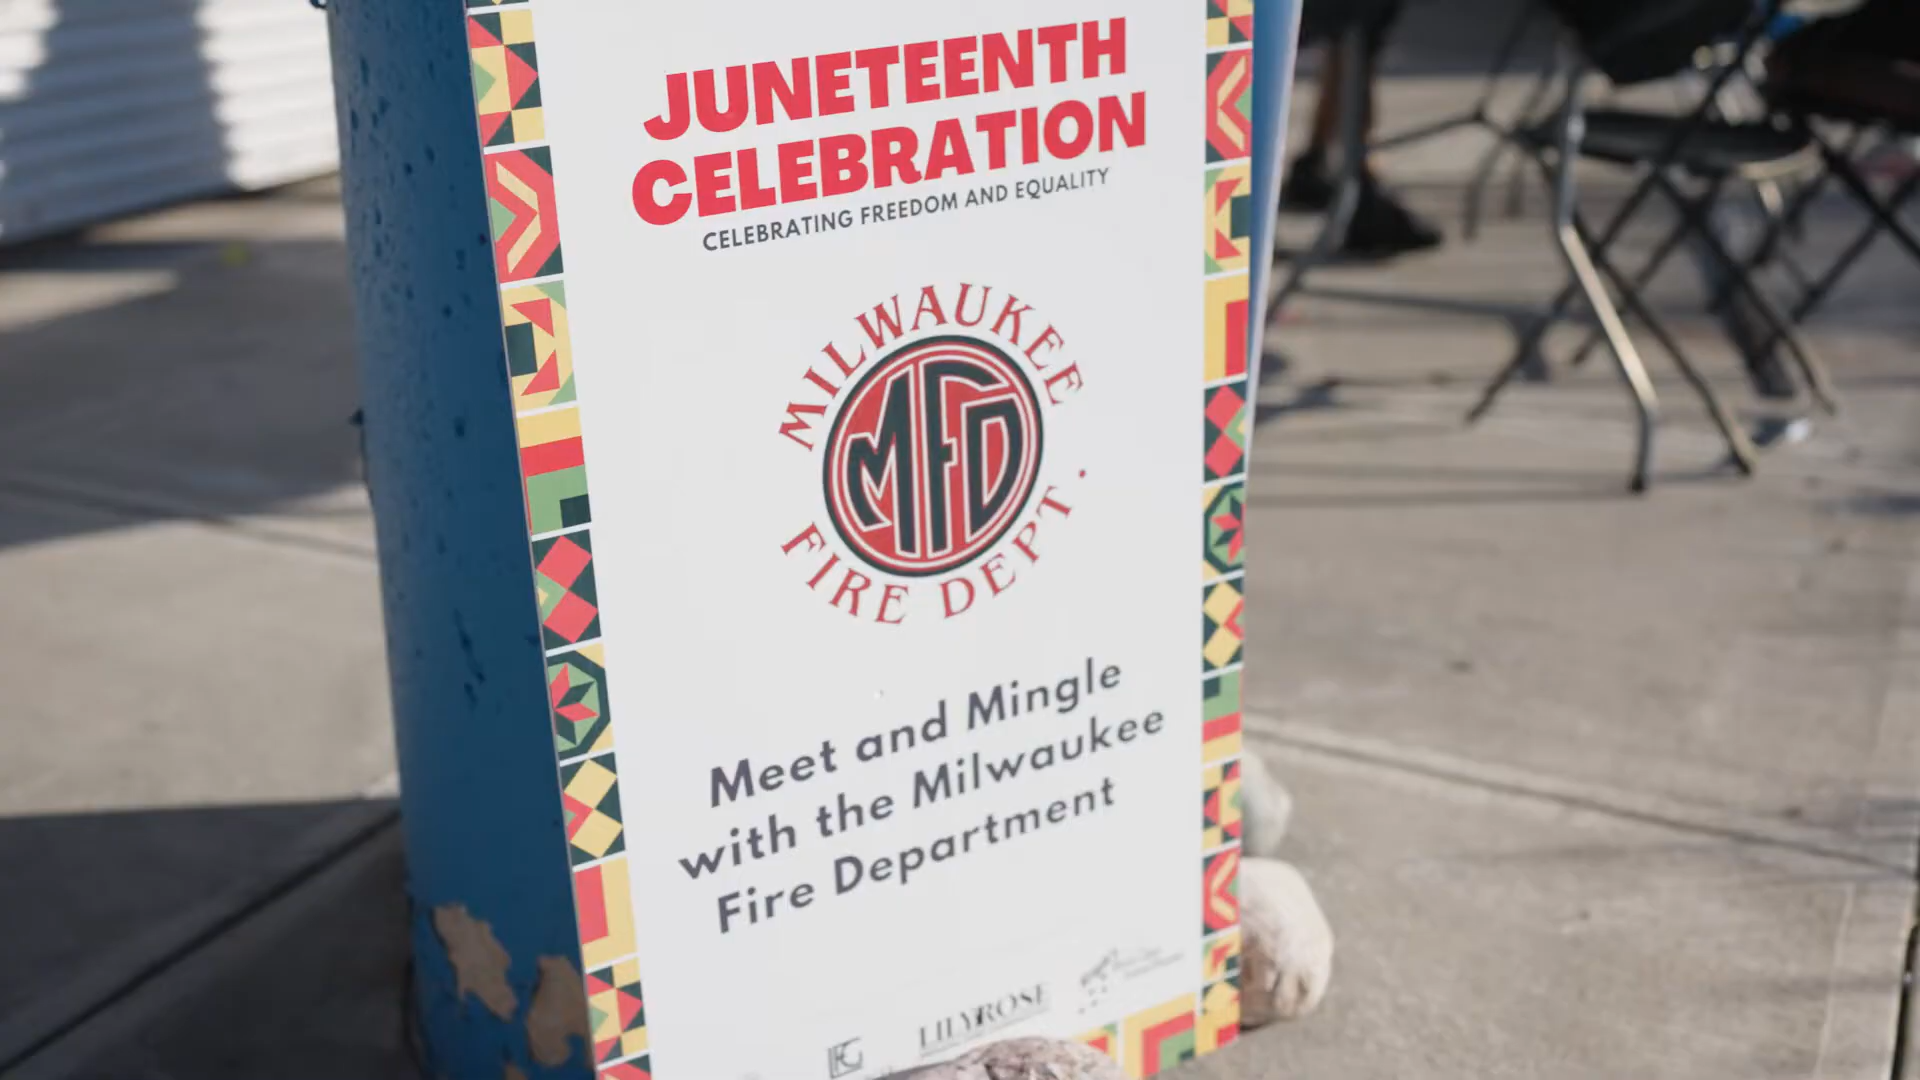 JUNETEENTH
CELEBRATION
CELEBRATING FREEDOM AND EQUALITY
MILWAUKEE
MFD
FIRE DEPT.
Meet and Mingle
with the Milwaukee
Fire Department
LILYROSE